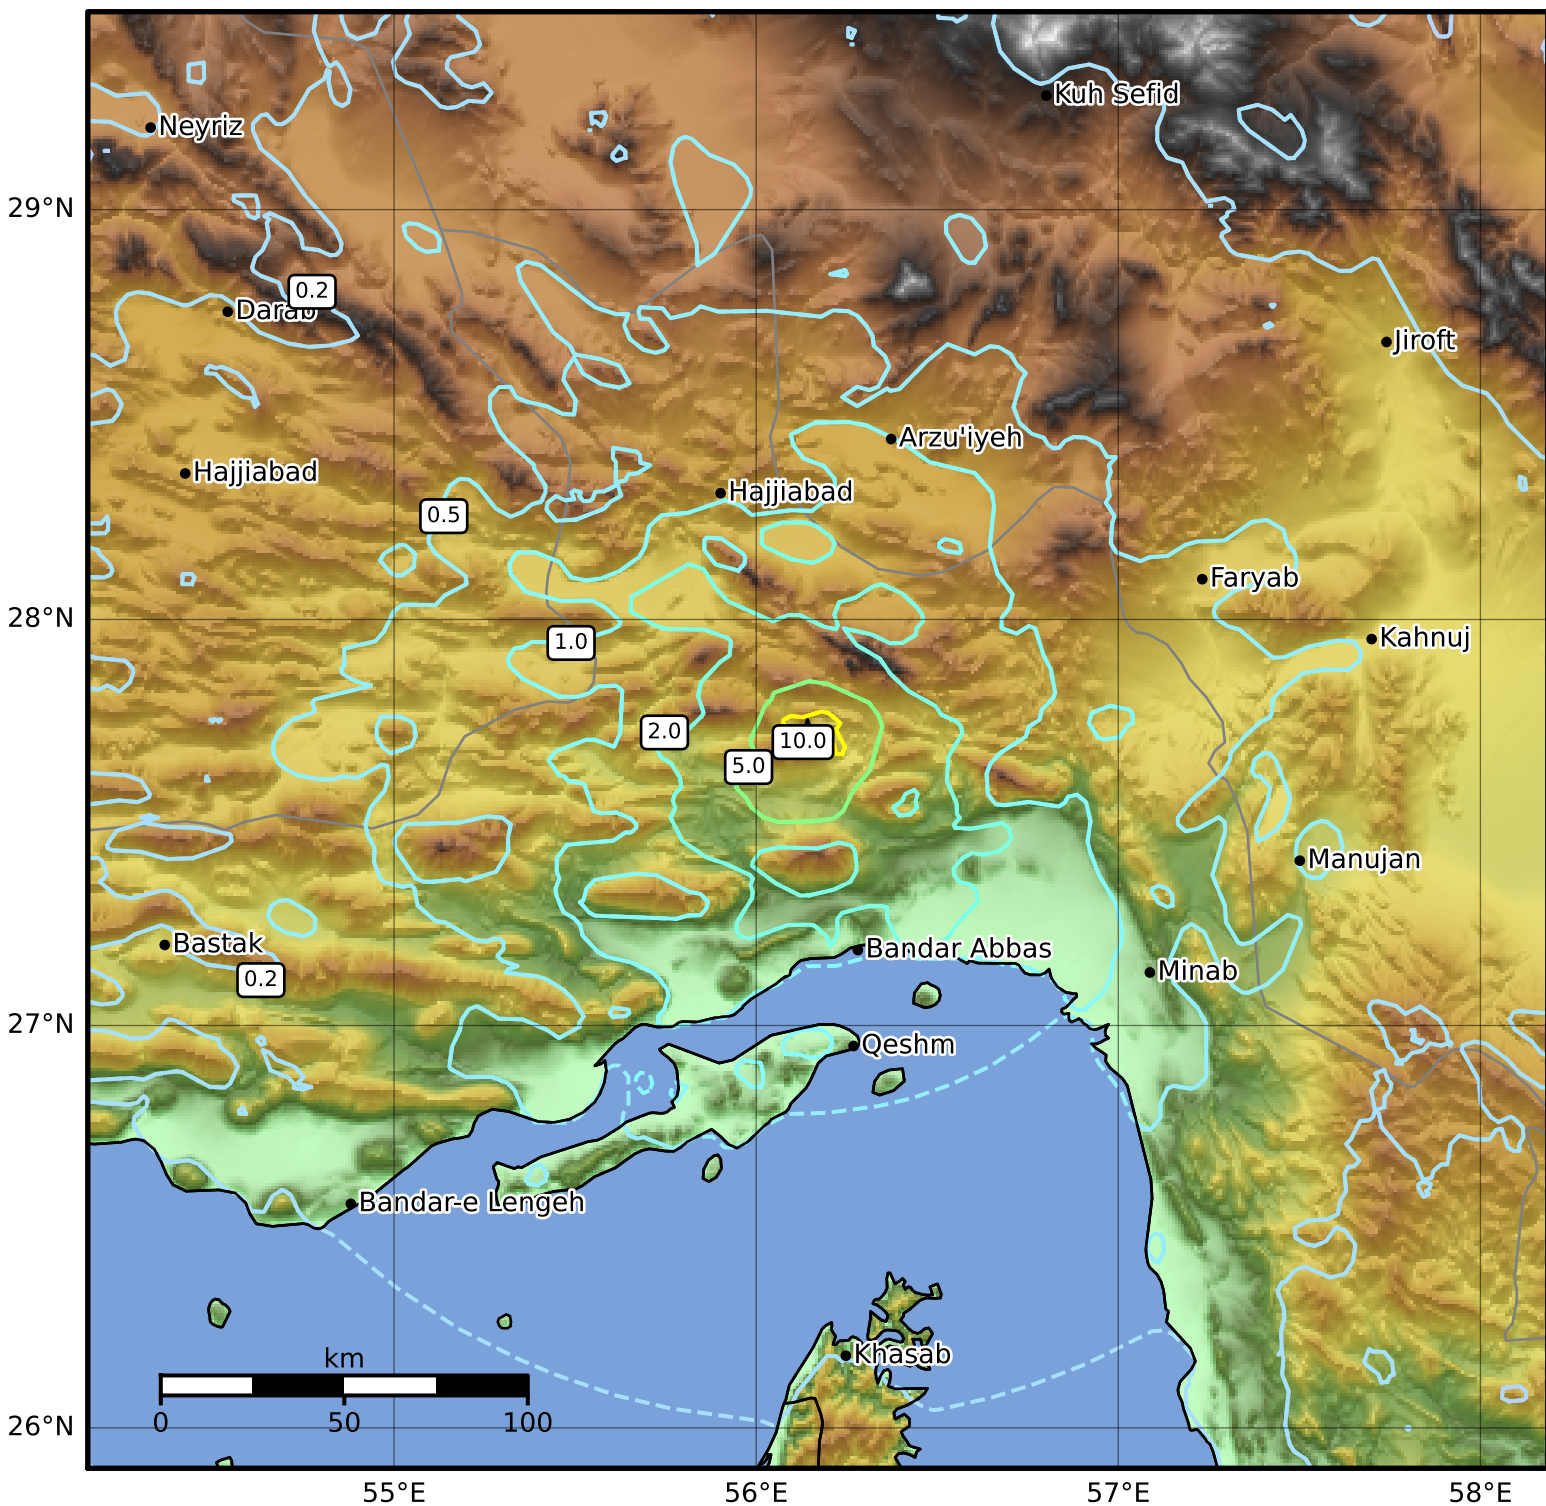 Kuh Sefid
Neyriz
29°N
0.2
Darab
Jiroft
Arzu'iyeh
Hajjiabad
Hajjiabad
0.5
Faryab
28°N
1.0
Kahnuj
2.0
10.0
5.0
Manujan
Bastak
Bandar Abbas
0.2
Minab
27°N
Qeshm
Bandar-e Lengeh
km
Khasab
0 50 100
26°N
55°E 56°E 57°E 58°E